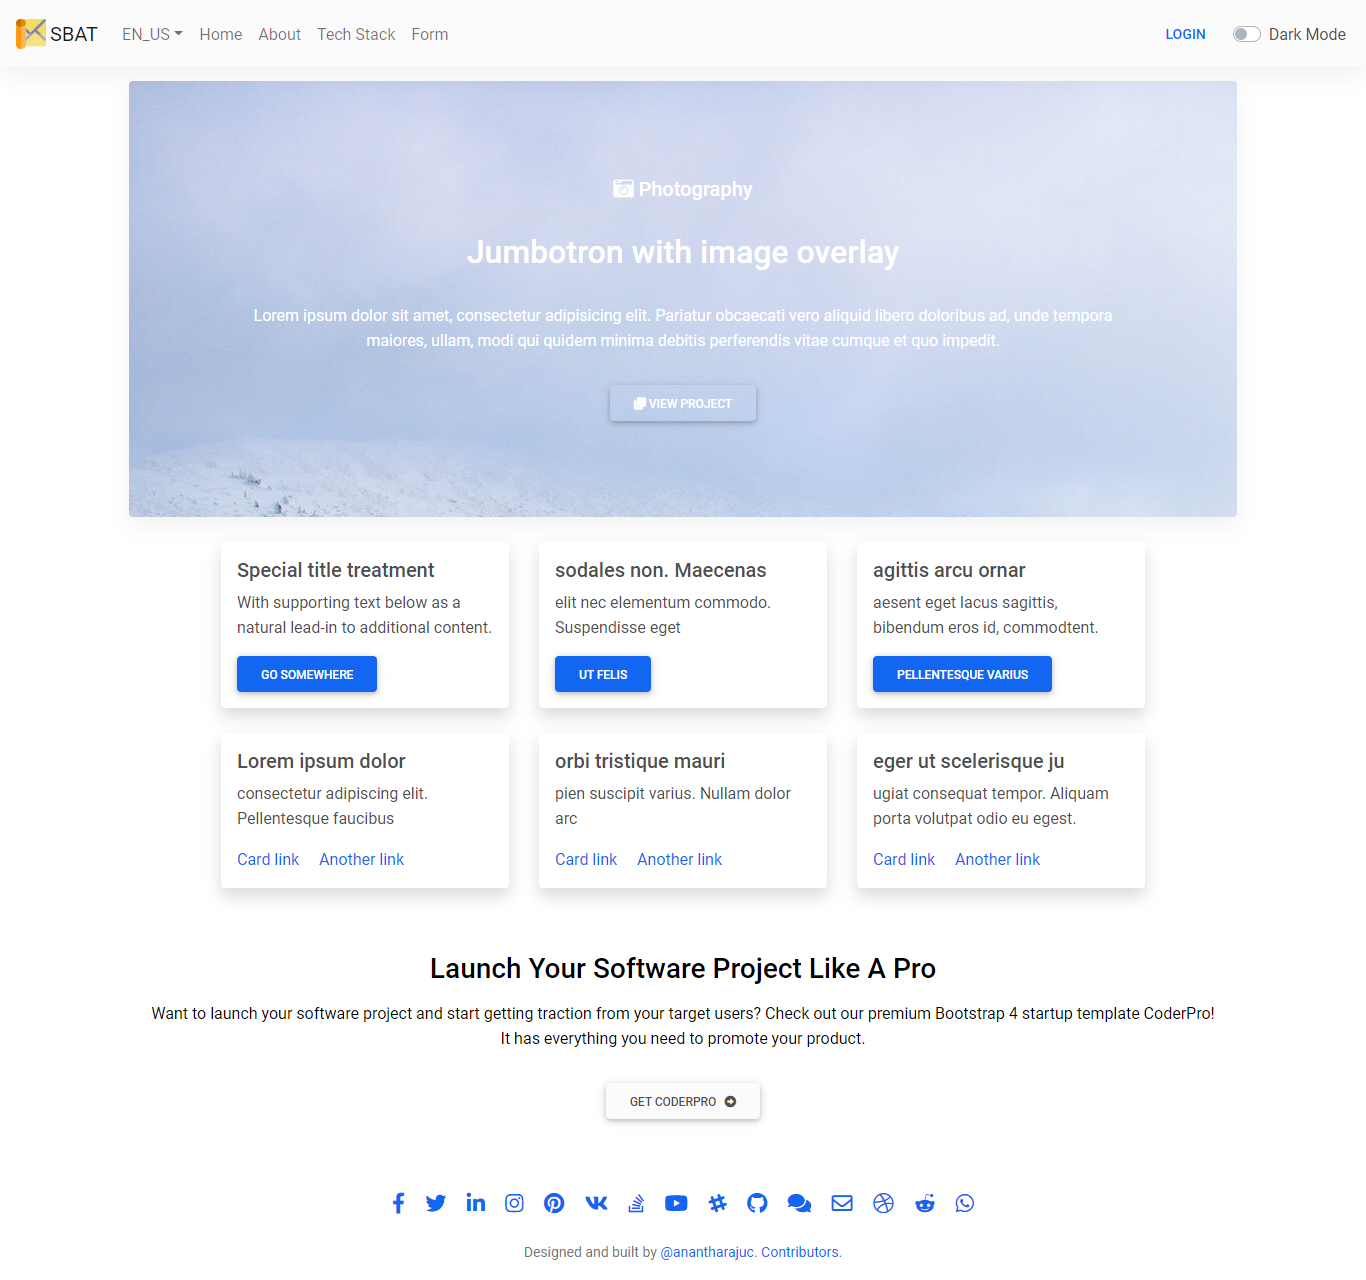 SBAT EN_US Home About Tech Stack Form LOGIN Dark Mode
Photography
Jumbotron with image overlay
Lorem ipsum dolor sit amet, consectetur adipisicing elit. Pariatur obcaecati vero aliquid libero doloribus ad, unde tempora
maiores, ullam, modi qui quidem minima debitis perferendis vitae cumque et quo impedit.
VIEW PROJECT
Special title treatment
With supporting text below as a
natural lead-in to additional content.
GO SOMEWHERE
sodales non. Maecenas
elit nec elementum commodo.
Suspendisse eget
UT FELIS
agittis arcu ornar
aesent eget lacus sagittis,
bibendum eros id, commodtent.
PELLENTESQUE VARIUS
Lorem ipsum dolor
consectetur adipiscing elit.
Pellentesque faucibus
Card link Another link
orbi tristique mauri
pien suscipit varius. Nullam dolor
arc
Card link Another link
eger ut scelerisque ju
ugiat consequat tempor. Aliquam
porta volutpat odio eu egest.
Card link Another link
Launch Your Software Project Like A Pro
Want to launch your software project and start getting traction from your target users? Check out our premium Bootstrap 4 startup template CoderPro!
It has everything you need to promote your product.
GET CODERPRO
Designed and built by @anantharajuc. Contributors.